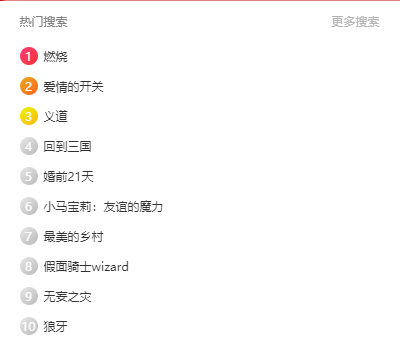 热门搜索 更多搜索
1 燃烧
2 爱情的开关
3 义道
4 回到三国
5 婚前21天
6 小马宝莉：友谊的魔力
7 最美的乡村
8 假面骑士wizard
9 无妄之灾
10 狼牙